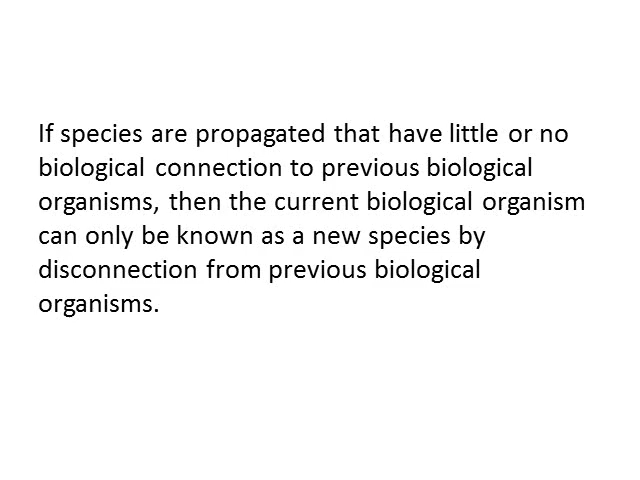 If species are propagated that have little or no
biological connection to previous biological
organisms, then the current biological organism
can only be known as a new species by
disconnection from previous biological
organisms.